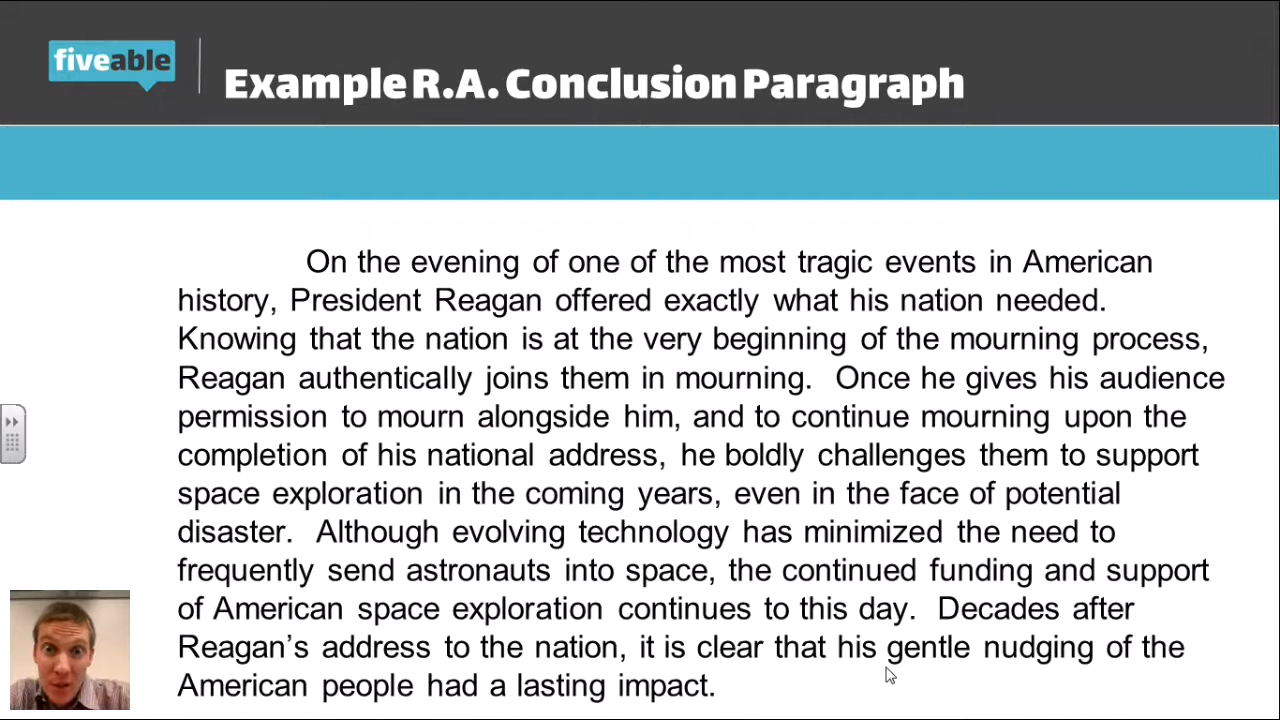 fiveable
Example R.A. Conclusion Paragraph
On the evening of one of the most tragic events in American
history, President Reagan offered exactly what his nation needed.
Knowing that the nation is at the very beginning of the mourning process,
Reagan authentically joins them in mourning.  Once he gives his audience
permission to mourn alongside him, and to continue mourning upon the
completion of his national address, he boldly challenges them to support
space exploration in the coming years, even in the face of potential
disaster.  Although evolving technology has minimized the need to
frequently send astronauts into space, the continued funding and support
of American space exploration continues to this day.  Decades after
Reagan’s address to the nation, it is clear that his gentle nudging of the
American people had a lasting impact.